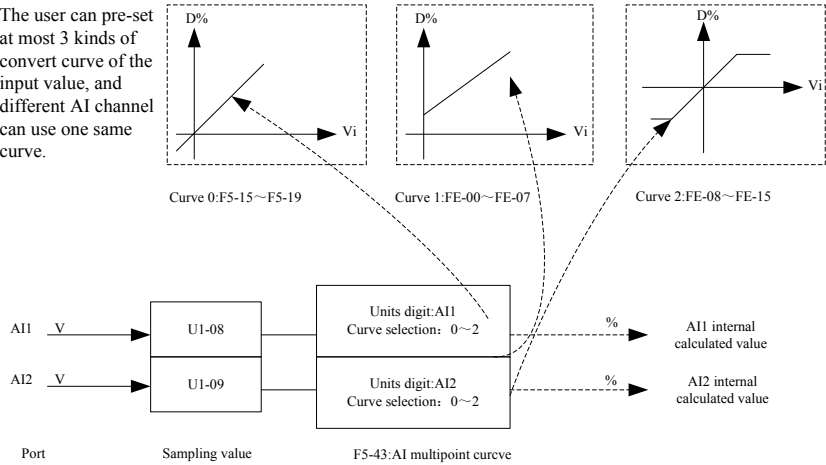 The user can pre-set
at most 3 kinds of
convert curve of the
input value, and
different AI channel
can use one same
curve.
D%
Vi
D%
Vi
D%
Vi
Curve 0:F5-15～F5-19
Curve 1:FE-00～FE-07
Curve 2:FE-08～FE-15
AI1
V
U1-08
Units digit:AI1
Curve selection：0～2
%
AI1 internal
calculated value
AI2
V
U1-09
Units digit:AI2
Curve selection：0～2
%
AI2 internal
calculated value
Port
Sampling value
F5-43:AI multipoint curcve